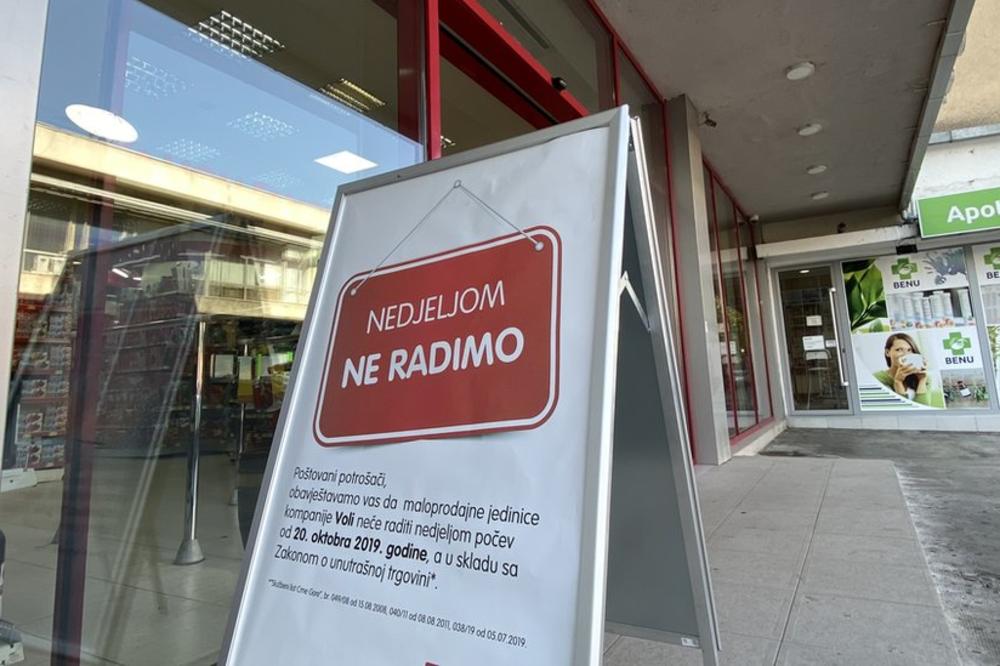 NEDJELJOM
NE RADIMO
Poštovani potrošači,
obavještavamo vas da maloprodajne jedinice
kompanije Voli neće raditi nedjeljom počev
od 20. oktobra 2019. godine, a u skladu sa
Zakonom o unutrašnoj trgovini*.
*"Službeni list Crne Gore", br. 049/08 od 15.08.2008, 040/11 od 08.08.2011, 038/19 od 05.07.2019.
Apo
BENU
BENU
BENU